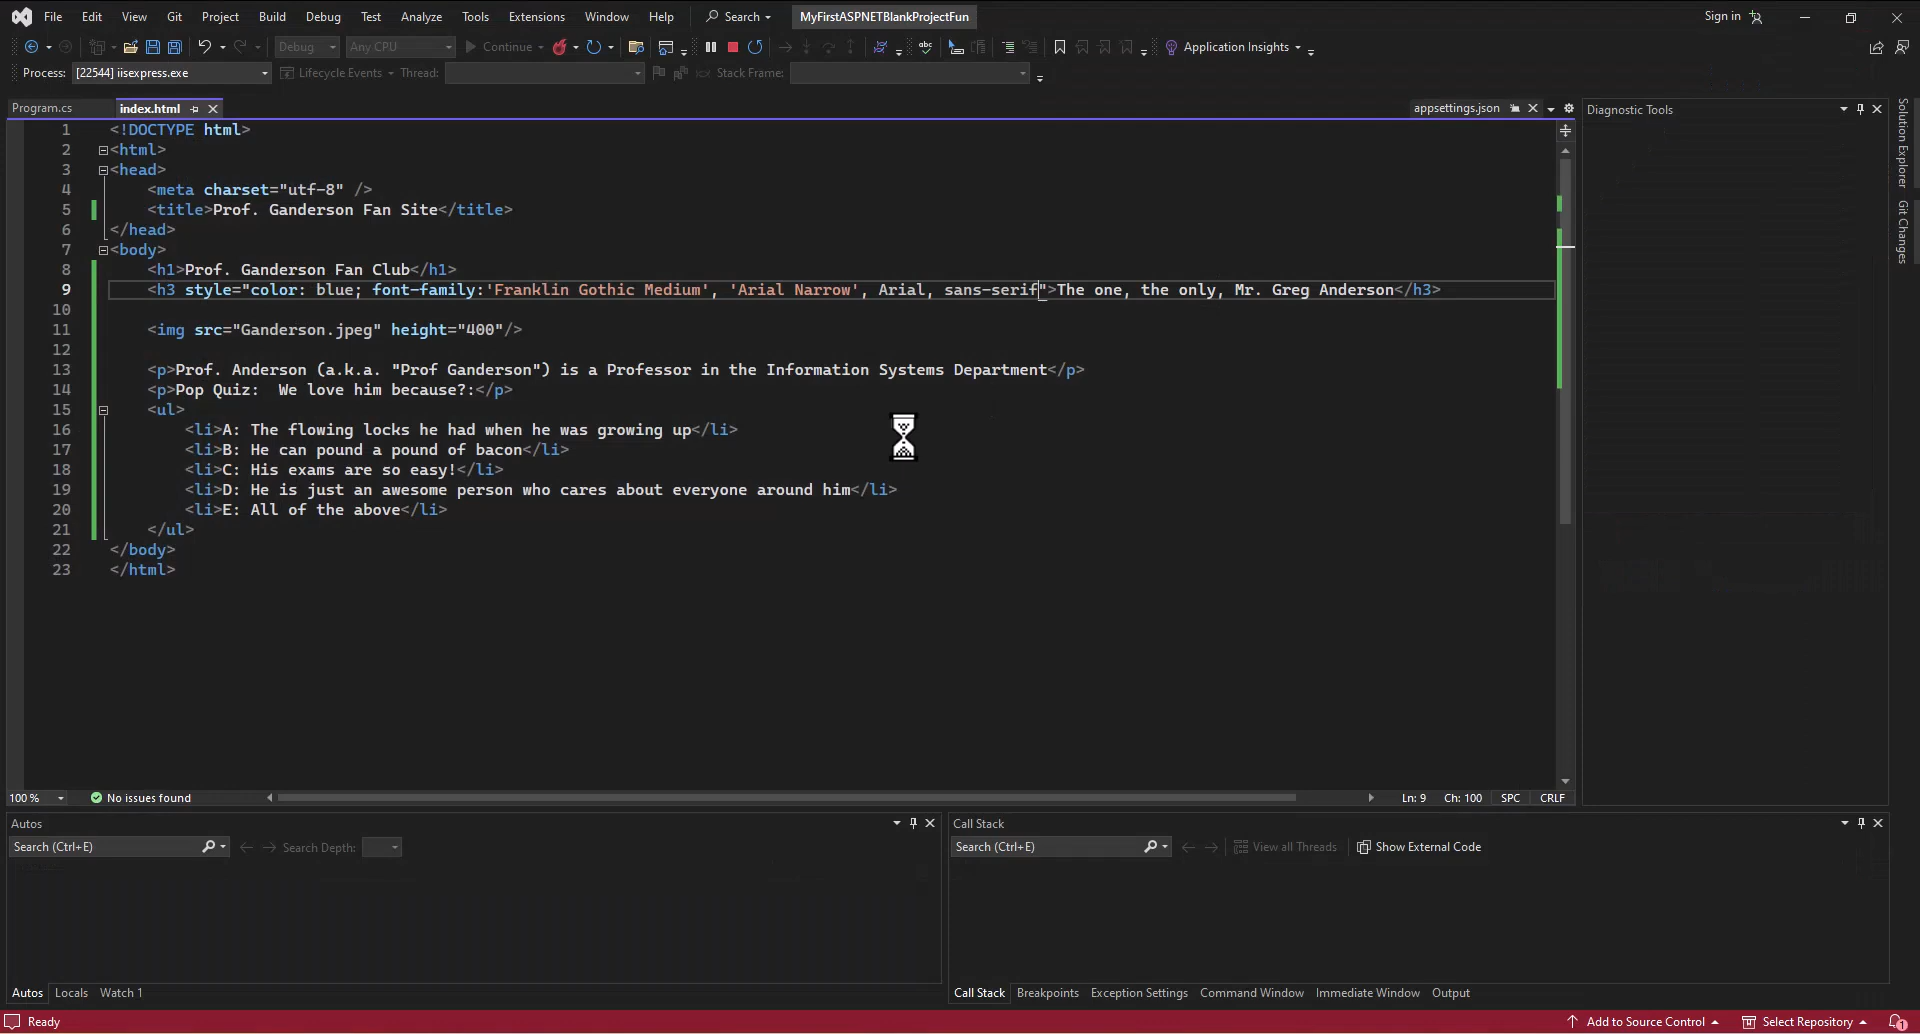 File Edit View Git Project Build Debug Test Analyze Tools Extensions Window Help Search MyFirstASPNETBlankProjectFun Sign in
Debug Any CPU Continue Application Insights
Process: [22544] iisexpress.exe Lifecycle Events Thread: Stack Frame:
Program.cs index.html appsettings.json Diagnostic Tools
Solution Explorer
Git Changes
1 <!DOCTYPE html>
2 <html>
3 <head>
4 <meta charset="utf-8" />
5 <title>Prof. Ganderson Fan Site</title>
6 </head>
7 <body>
8 <h1>Prof. Ganderson Fan Club</h1>
9 <h3 style="color: blue; font-family:'Franklin Gothic Medium', 'Arial Narrow', Arial, sans-serif">The one, the only, Mr. Greg Anderson</h3>
10
11 <img src="Ganderson.jpeg" height="400"/>
12
13 <p>Prof. Anderson (a.k.a. "Prof Ganderson") is a Professor in the Information Systems Department</p>
14 <p>Pop Quiz:  We love him because?:</p>
15 <ul>
16 <li>A: The flowing locks he had when he was growing up</li>
17 <li>B: He can pound a pound of bacon</li>
18 <li>C: His exams are so easy!</li>
19 <li>D: He is just an awesome person who cares about everyone around him</li>
20 <li>E: All of the above</li>
21 </ul>
22 </body>
23 </html>
100 % No issues found Ln: 9 Ch: 100 SPC CRLF
Autos
Search (Ctrl+E) Search Depth:
Call Stack
Search (Ctrl+E) View all Threads Show External Code
Autos Locals Watch 1
Call Stack Breakpoints Exception Settings Command Window Immediate Window Output
Ready Add to Source Control Select Repository 1